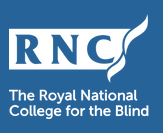 RNC
The Royal National
College for the Blind